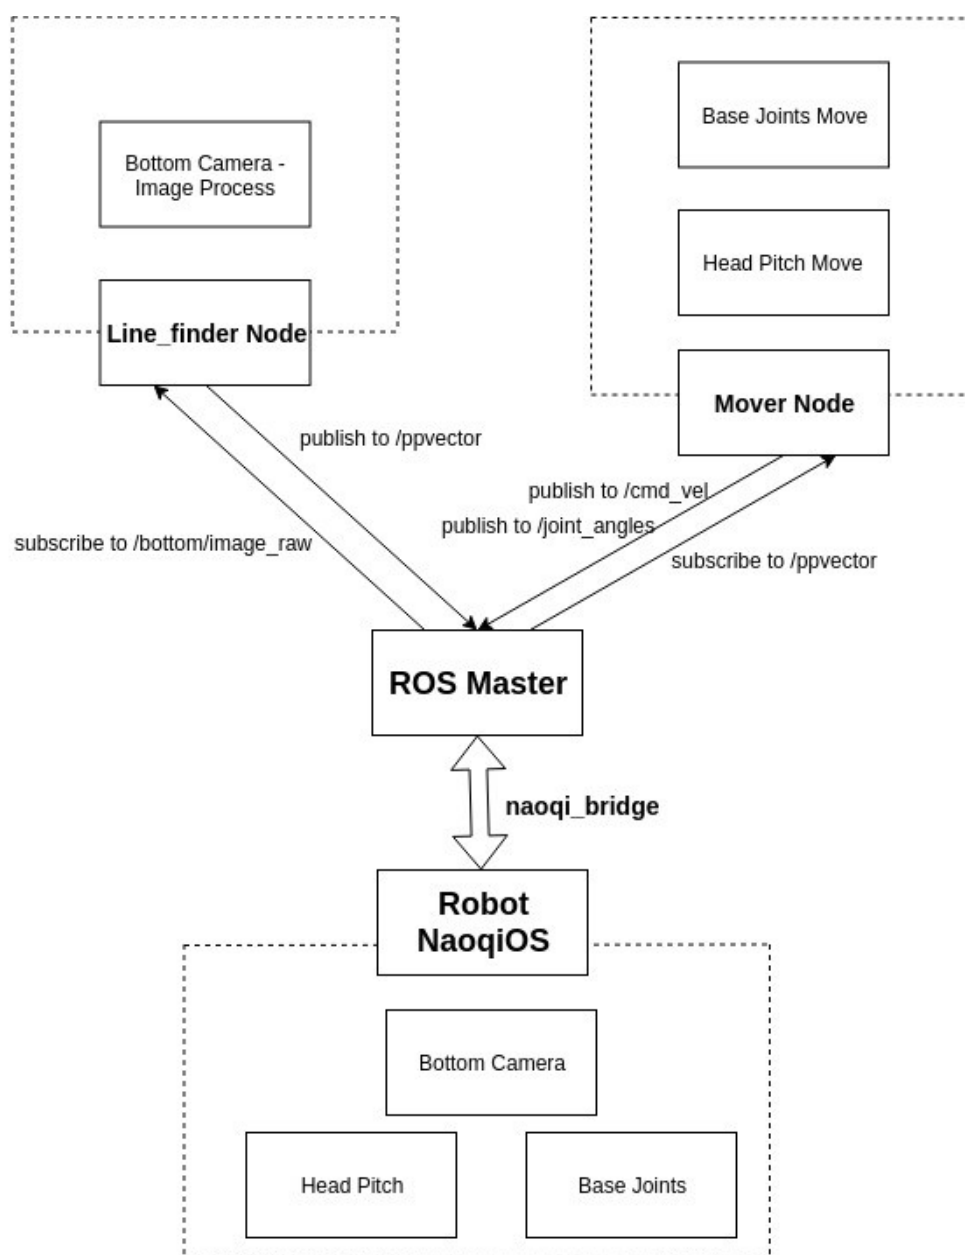 Base Joints Move
Bottom Camera -
Image Process
Head Pitch Move
Line_finder Node
Mover Node
publish to /ppvector
publish to /cmd_vel
publish to /joint_angles
subscribe to /bottom/image_raw
subscribe to /ppvector
ROS Master
naoqi_bridge
Robot
NaoqiOS
Bottom Camera
Head Pitch
Base Joints